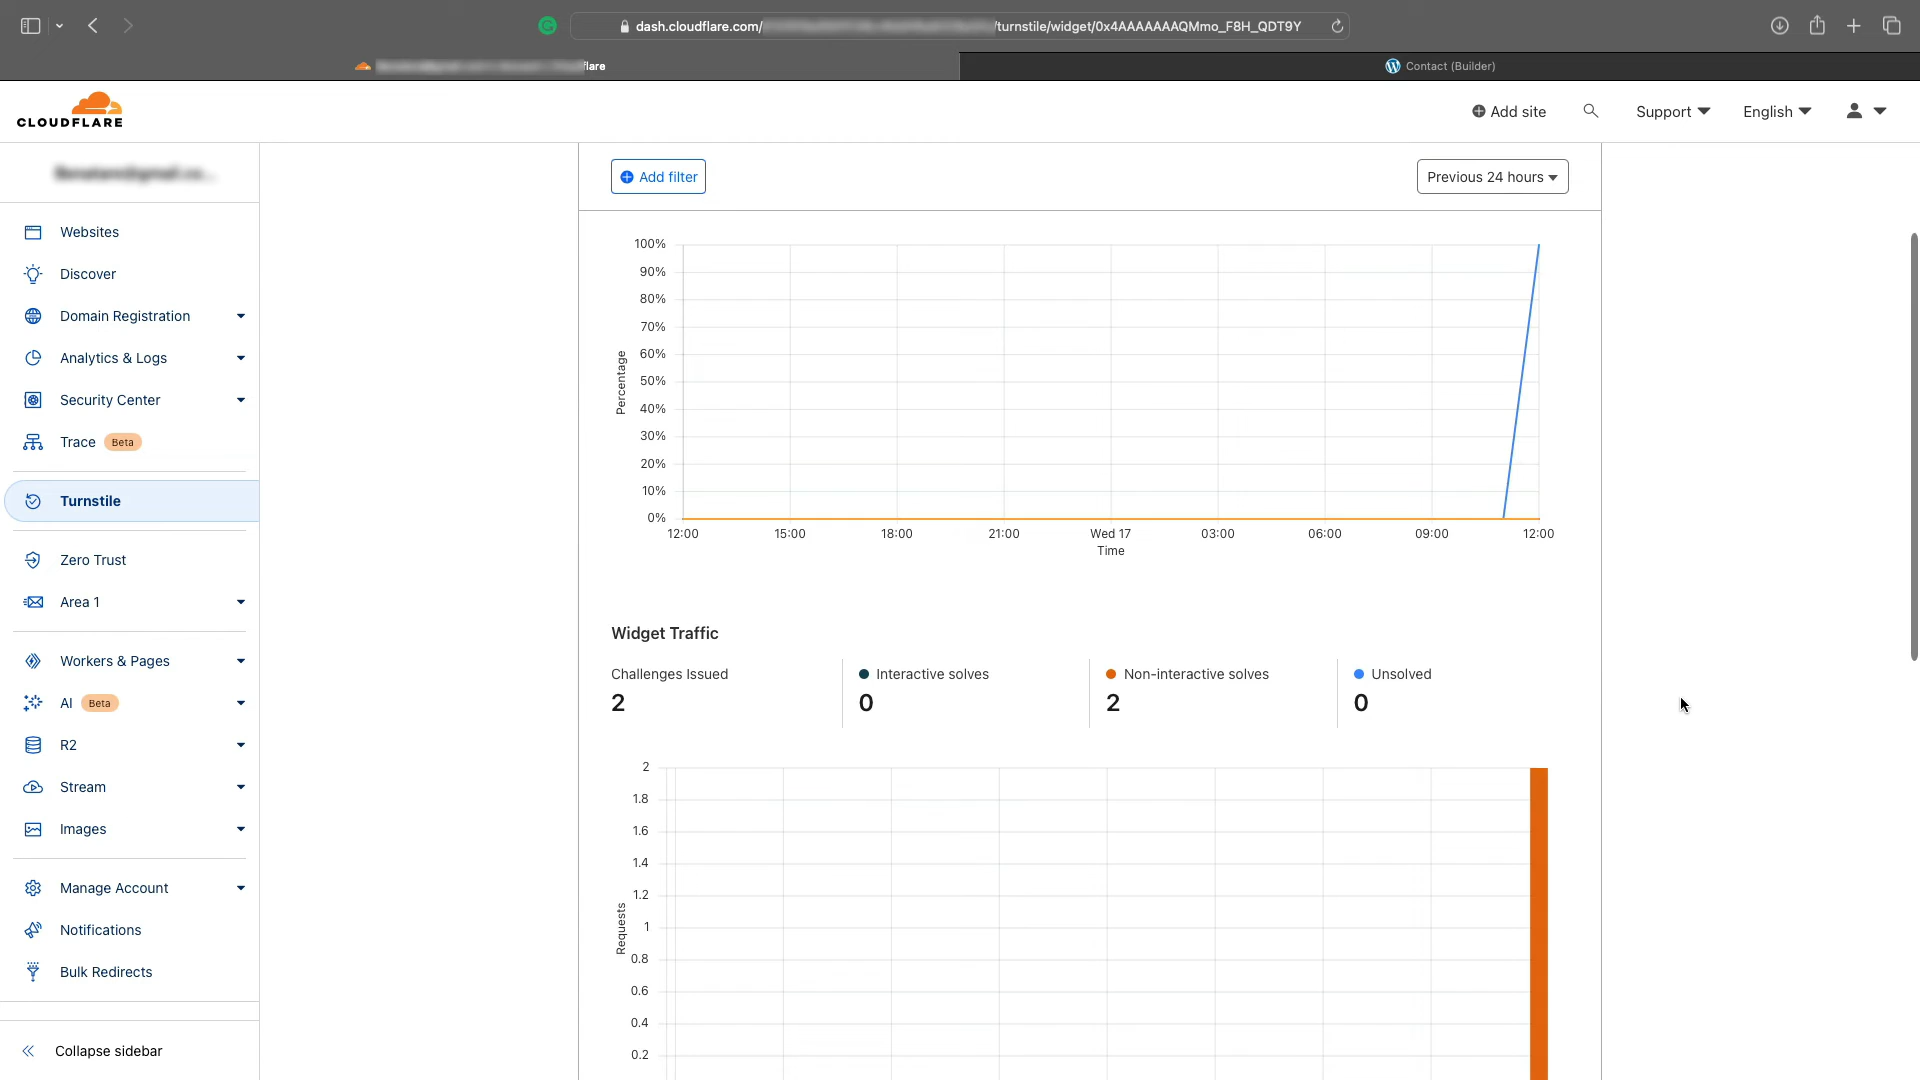 dash.cloudflare.com/
/turnstile/widget/0x4AAAAAAAQMmo_F8H_QDT9Y
flare
Contact (Builder)
CLOUDFLARE
Add site
Support
English
Websites
Discover
Domain Registration
Analytics & Logs
Security Center
Trace Beta
Turnstile
Zero Trust
Area 1
Workers & Pages
AI Beta
R2
Stream
Images
Manage Account
Notifications
Bulk Redirects
Collapse sidebar
Add filter
Previous 24 hours
100%
90%
80%
70%
60%
50%
40%
30%
20%
10%
0%
Percentage
12:00 15:00 18:00 21:00 Wed 17 03:00 06:00 09:00 12:00
Time
Widget Traffic
Challenges Issued
2
Interactive solves
0
Non-interactive solves
2
Unsolved
0
2
1.8
1.6
1.4
1.2
1
0.8
0.6
0.4
0.2
Requests